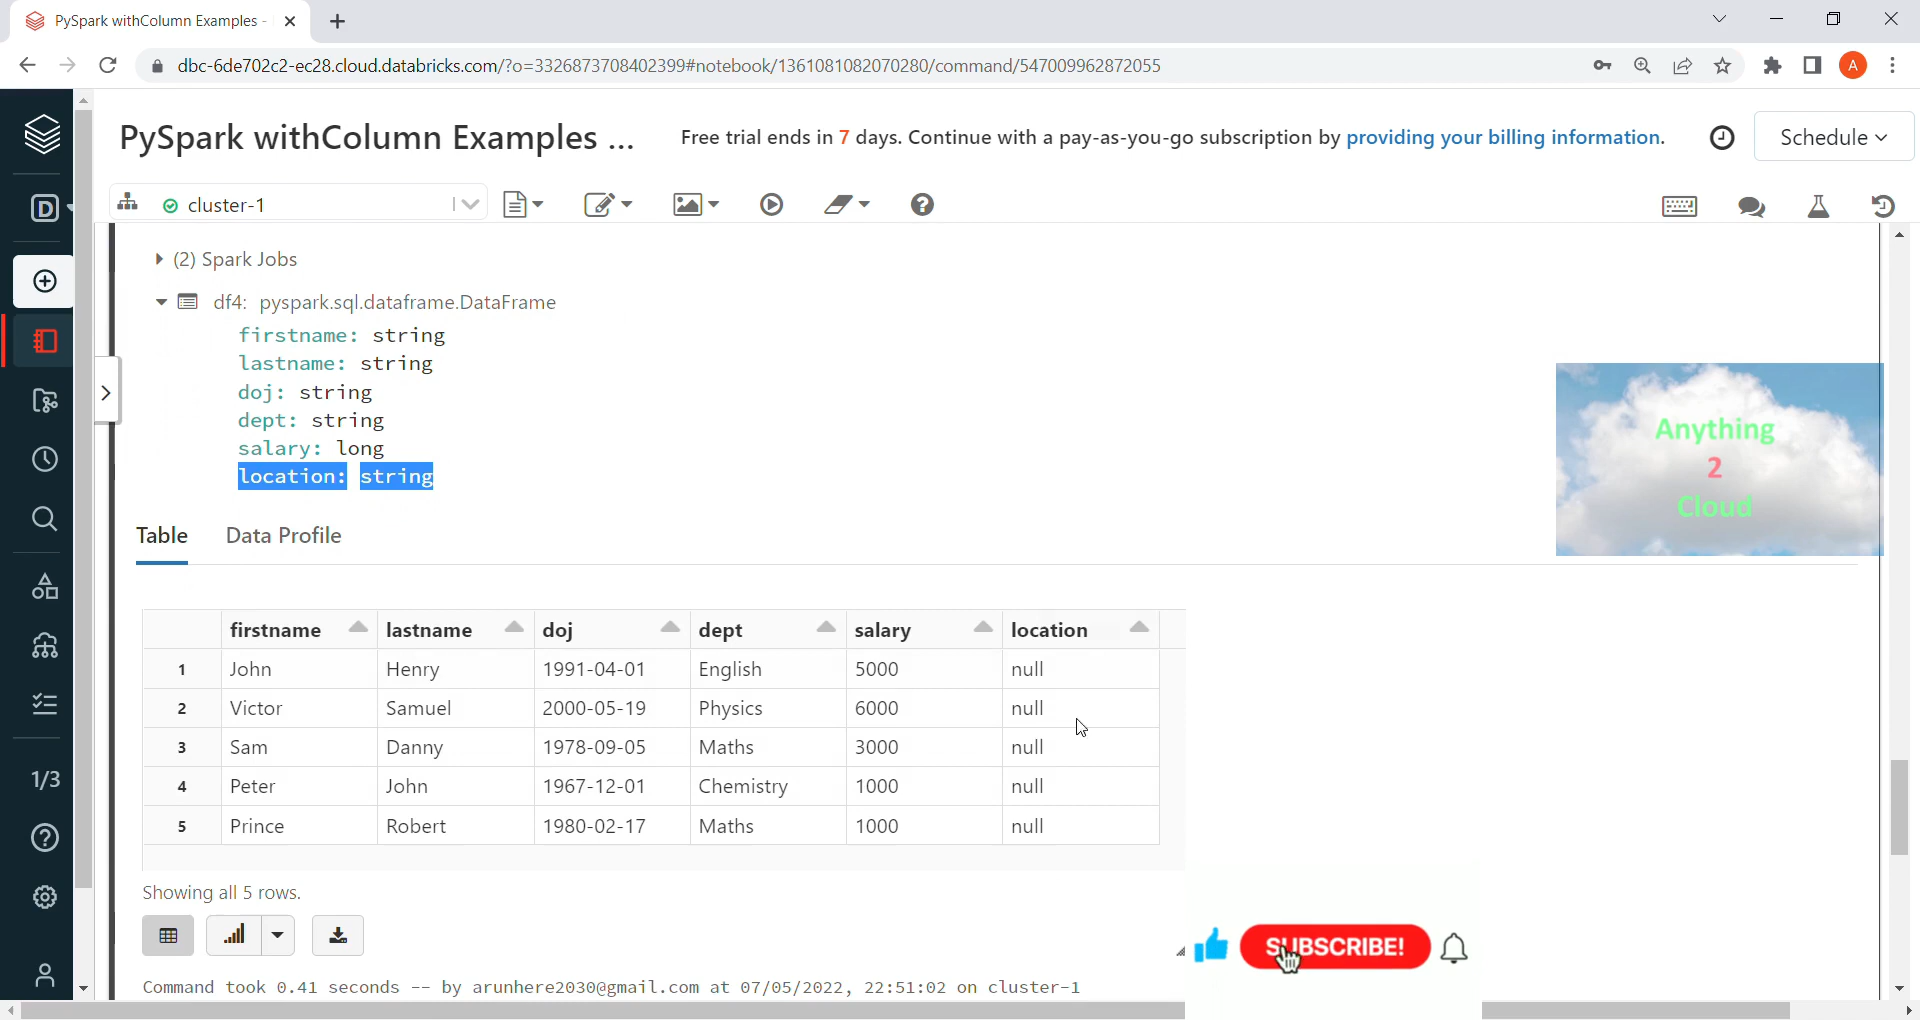 PySpark withColumn Examples -
dbc-6de702c2-ec28.cloud.databricks.com/?o=3326873708402399#notebook/1361081082070280/command/547009962872055
A
PySpark withColumn Examples ...
Free trial ends in 7 days. Continue with a pay-as-you-go subscription by providing your billing information.
Schedule
D
cluster-1
(2) Spark Jobs
df4: pyspark.sql.dataframe.DataFrame
firstname: string
lastname: string
doj: string
dept: string
salary: long
location: string
Anything
2
Cloud
Table Data Profile
firstname lastname doj dept salary location
1 John Henry 1991-04-01 English 5000 null
2 Victor Samuel 2000-05-19 Physics 6000 null
3 Sam Danny 1978-09-05 Maths 3000 null
4 Peter John 1967-12-01 Chemistry 1000 null
5 Prince Robert 1980-02-17 Maths 1000 null
1/3
Showing all 5 rows.
SUBSCRIBE!
Command took 0.41 seconds -- by arunhere2030@gmail.com at 07/05/2022, 22:51:02 on cluster-1